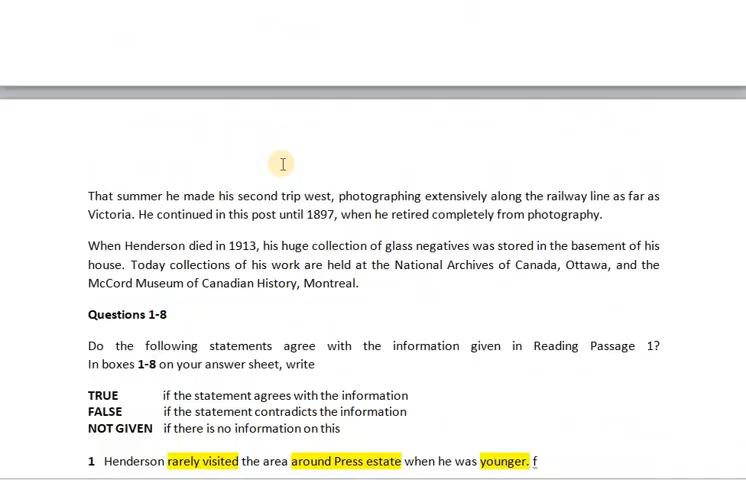 That summer he made his second trip west, photographing extensively along the railway line as far as
Victoria. He continued in this post until 1897, when he retired completely from photography.
When Henderson died in 1913, his huge collection of glass negatives was stored in the basement of his
house. Today collections of his work are held at the National Archives of Canada, Ottawa, and the
McCord Museum of Canadian History, Montreal.
Questions 1-8
Do the following statements agree with the information given in Reading Passage 1?
In boxes 1-8 on your answer sheet, write
TRUE if the statement agrees with the information
FALSE if the statement contradicts the information
NOT GIVEN if there is no information on this
1 Henderson rarely visited the area around Press estate when he was younger. f